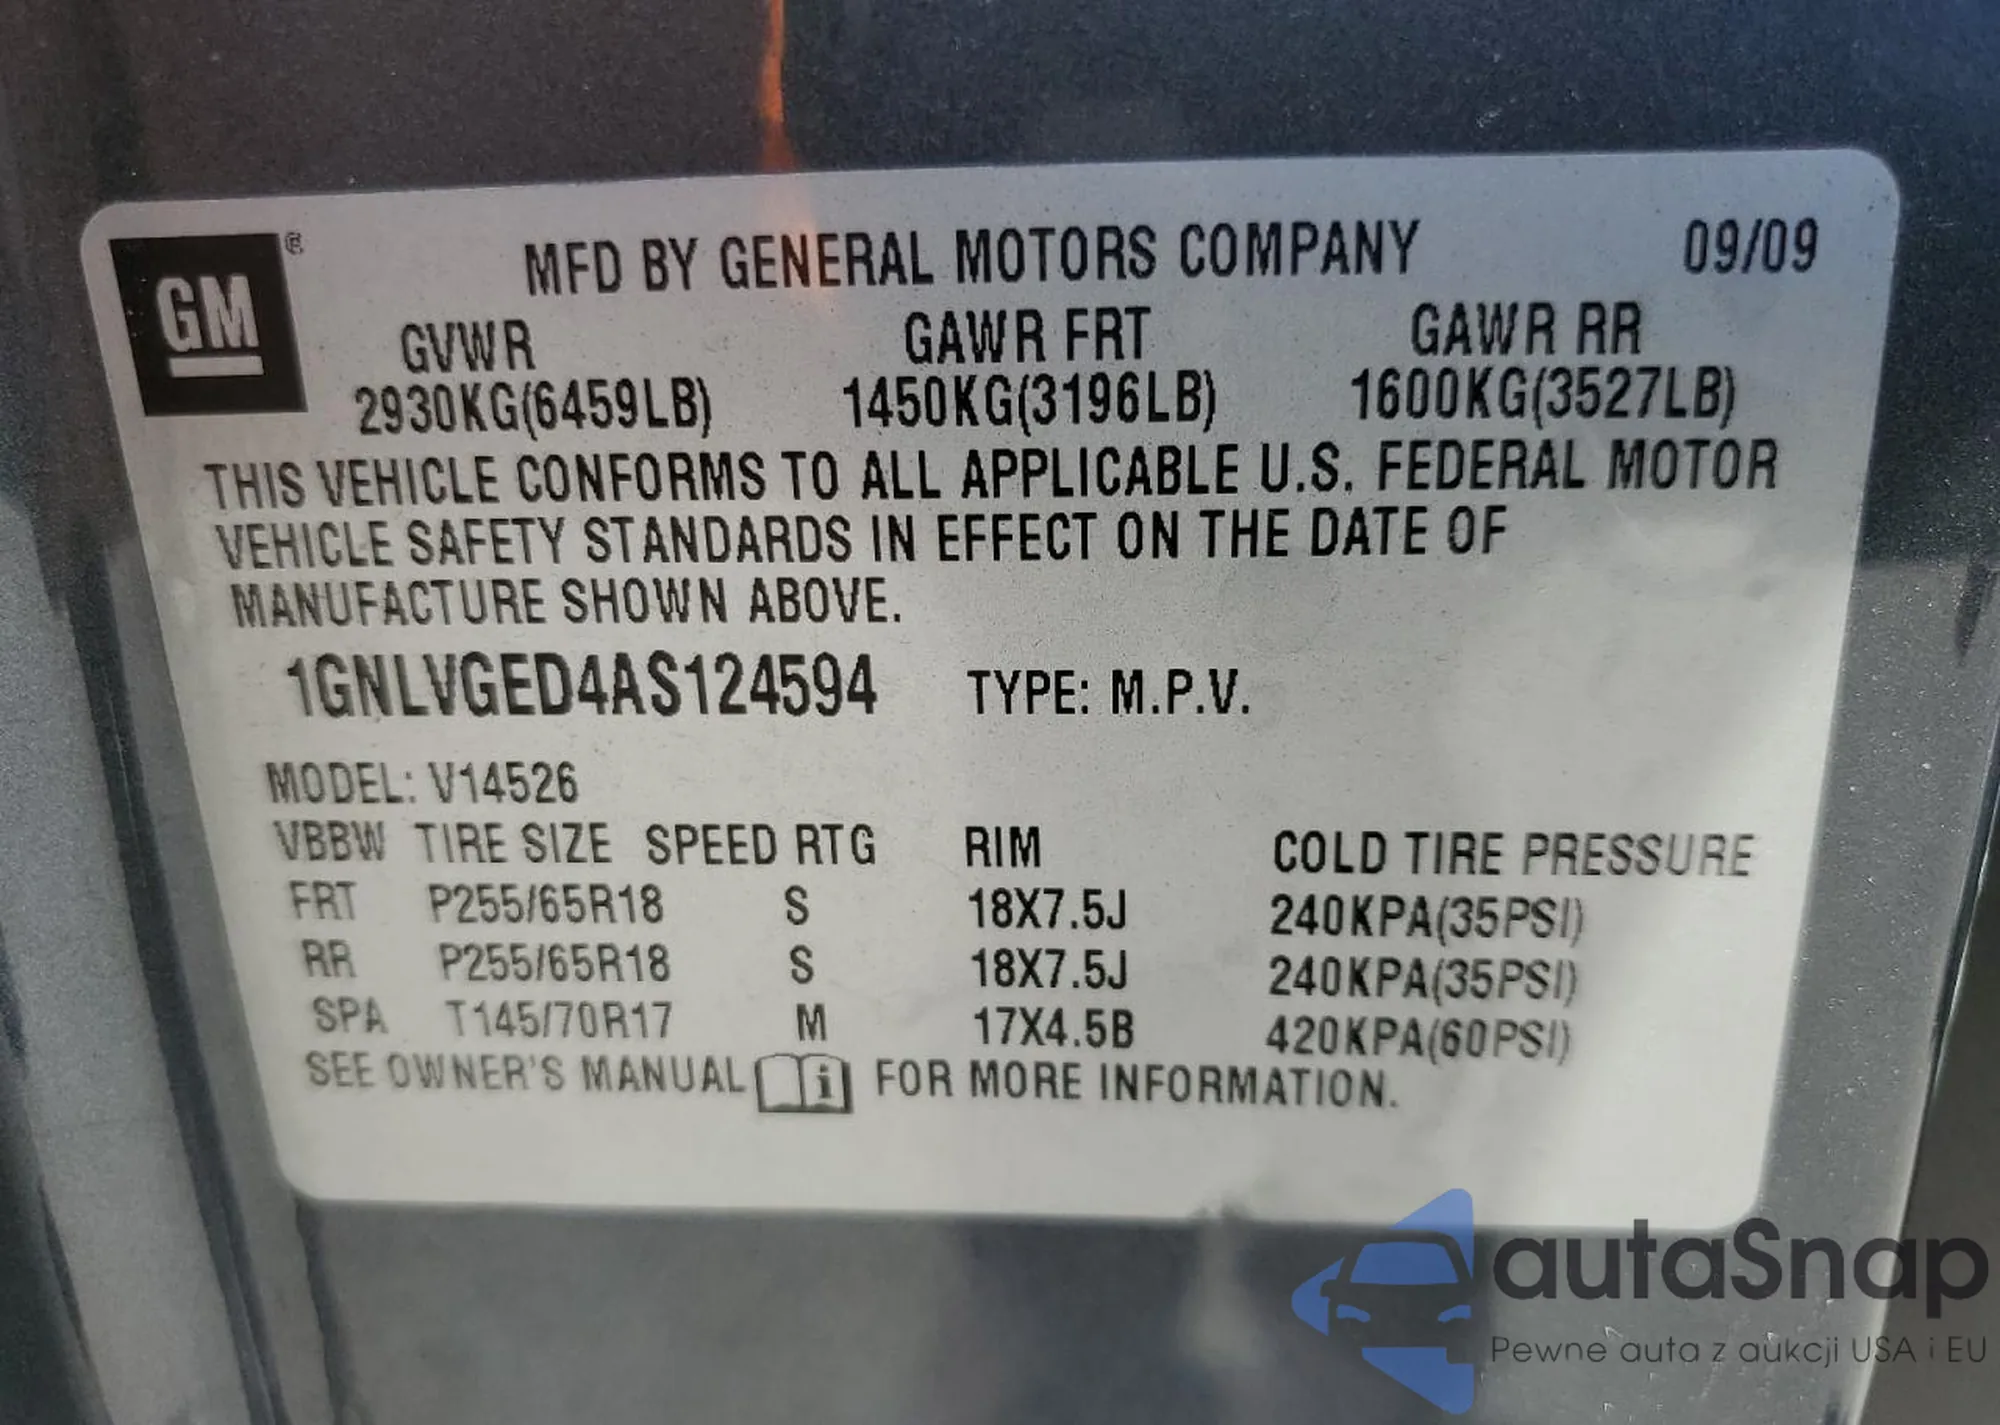 GM ®
MFD BY GENERAL MOTORS COMPANY 09/09
GVWR GAWR FRT GAWR RR
2930KG(6459LB) 1450KG(3196LB) 1600KG(3527LB)
THIS VEHICLE CONFORMS TO ALL APPLICABLE U.S. FEDERAL MOTOR
VEHICLE SAFETY STANDARDS IN EFFECT ON THE DATE OF
MANUFACTURE SHOWN ABOVE.
1GNLVGED4AS124594 TYPE: M.P.V.
MODEL: V14526
VBBW TIRE SIZE SPEED RTG RIM COLD TIRE PRESSURE
FRT P255/65R18 S 18X7.5J 240KPA(35PSI)
RR P255/65R18 S 18X7.5J 240KPA(35PSI)
SPA T145/70R17 M 17X4.5B 420KPA(60PSI)
SEE OWNER'S MANUAL i FOR MORE INFORMATION.
autaSnap
Pewne auta z aukcji USA i EU